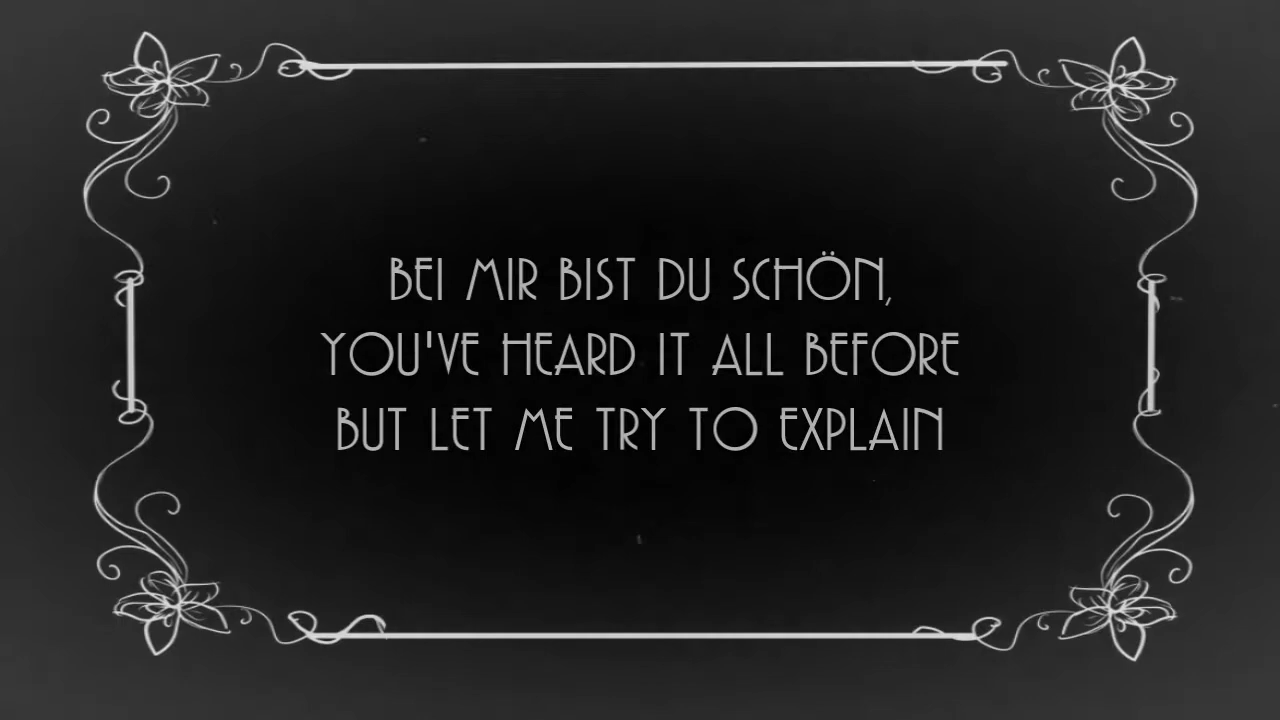 BEI MIR BIST DU SCHÖN,
YOU'VE HEARD IT ALL BEFORE
BUT LET ME TRY TO EXPLAIN